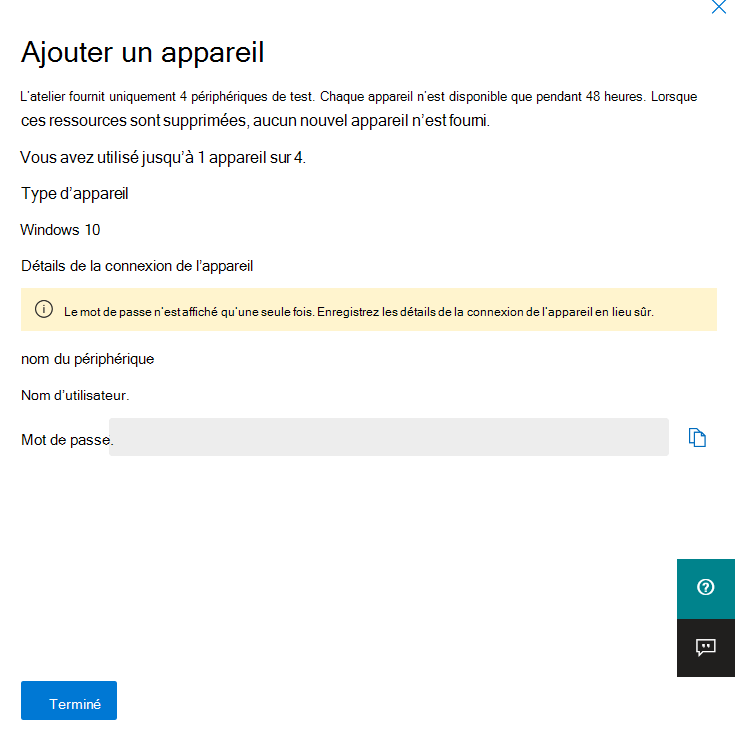 Ajouter un appareil
L'atelier fournit uniquement 4 périphériques de test. Chaque appareil n'est disponible que pendant 48 heures. Lorsque
ces ressources sont supprimées, aucun nouvel appareil n'est fourni.
Vous avez utilisé jusqu'à 1 appareil sur 4.
Type d'appareil
Windows 10
Détails de la connexion de l'appareil
Le mot de passe n'est affiché qu'une seule fois. Enregistrez les détails de la connexion de l'appareil en lieu sûr.
nom du périphérique
Nom d'utilisateur.
Mot de passe.
Terminé